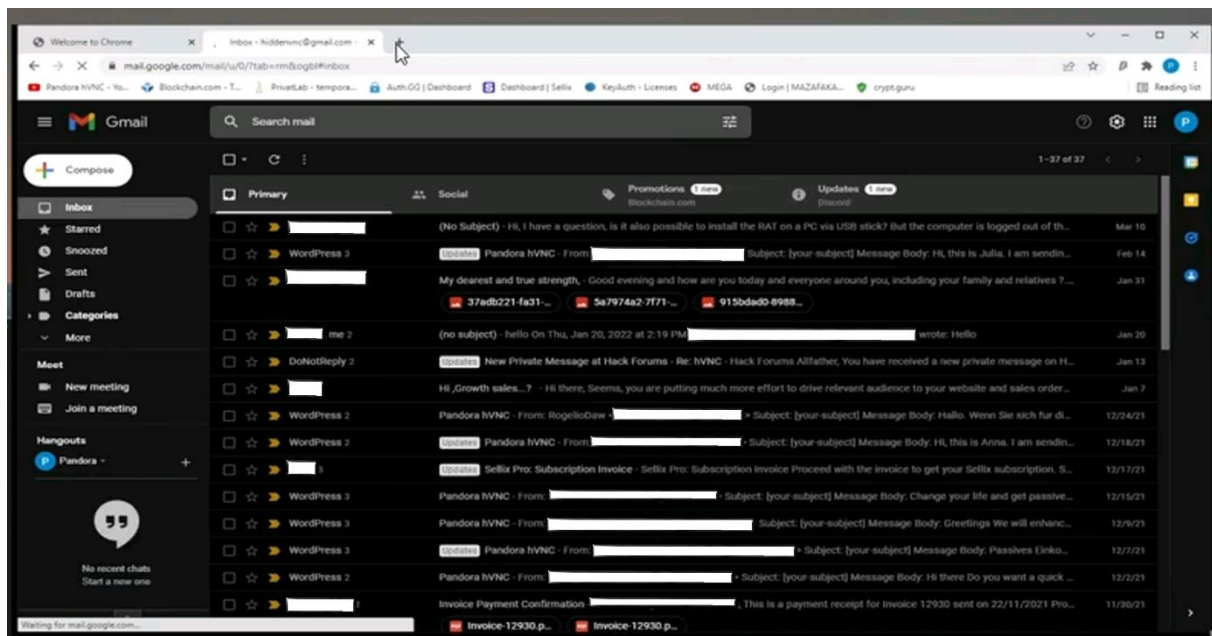 Welcome to Chrome
Inbox - hiddenvnc@gmail.com -
mail.google.com/mail/u/0/?tab=rm&ogbl#inbox
Pandora hVNC - Yo... Blockchain.com - T... PrivatLab - tempora... Auth.GG | Dashboard Dashboard | Sellix KeyAuth - Licenses MEGA Login | MAZAFAKA... crypt.guru Reading list
Gmail
Search mail
P
Compose
1-37 of 37
Primary Social Promotions 1 new Updates 1 new
Blockchain.com Discord
Inbox
Starred
Snoozed
Sent
Drafts
Categories
More
Meet
New meeting
Join a meeting
Hangouts
P Pandora
No recent chats
Start a new one
(No Subject) - Hi, I have a question, is it also possible to install the RAT on a PC via USB stick? But the computer is logged out of th... Mar 10
WordPress 3 Updates Pandora hVNC - From: Subject: [your-subject] Message Body: Hi, this is Julia. I am sendin... Feb 14
My dearest and true strength, - Good evening and how are you today and everyone around you, including your family and relatives ?.... Jan 31
37adb221-fa31-... 5a7974a2-7f71-... 915bdad0-8988...
, me 2 (no subject) - hello On Thu, Jan 20, 2022 at 2:19 PM wrote: Hello Jan 20
DoNotReply 2 Updates New Private Message at Hack Forums - Re: hVNC - Hack Forums Allfather, You have received a new private message on H... Jan 13
Hi ,Growth sales...? - Hi there, Seems, you are putting much more effort to drive relevant audience to your website and sales order... Jan 7
WordPress 2 Pandora hVNC - From: RogelioDaw < > Subject: [your-subject] Message Body: Hallo. Wenn Sie sich fur di... 12/24/21
WordPress 2 Updates Pandora hVNC - From: > Subject: [your-subject] Message Body: Hi, this is Anna. I am sendin... 12/18/21
3 Updates Sellix Pro: Subscription Invoice - Sellix Pro: Subscription Invoice Proceed with the invoice to get your Sellix subscription. S... 12/17/21
WordPress 3 Pandora hVNC - From: > Subject: [your-subject] Message Body: Change your life and get passive... 12/15/21
WordPress 3 Pandora hVNC - From: Subject: [your-subject] Message Body: Greetings We will enhanc... 12/9/21
WordPress 3 Updates Pandora hVNC - From: > Subject: [your-subject] Message Body: Passives Einko... 12/7/21
WordPress 2 Pandora hVNC - From: > Subject: [your-subject] Message Body: Hi there Do you want a quick ... 12/2/21
2 Invoice Payment Confirmation , This is a payment receipt for Invoice 12930 sent on 22/11/2021 Pro... 11/30/21
Invoice-12930.p... Invoice-12930.p...
Waiting for mail.google.com...